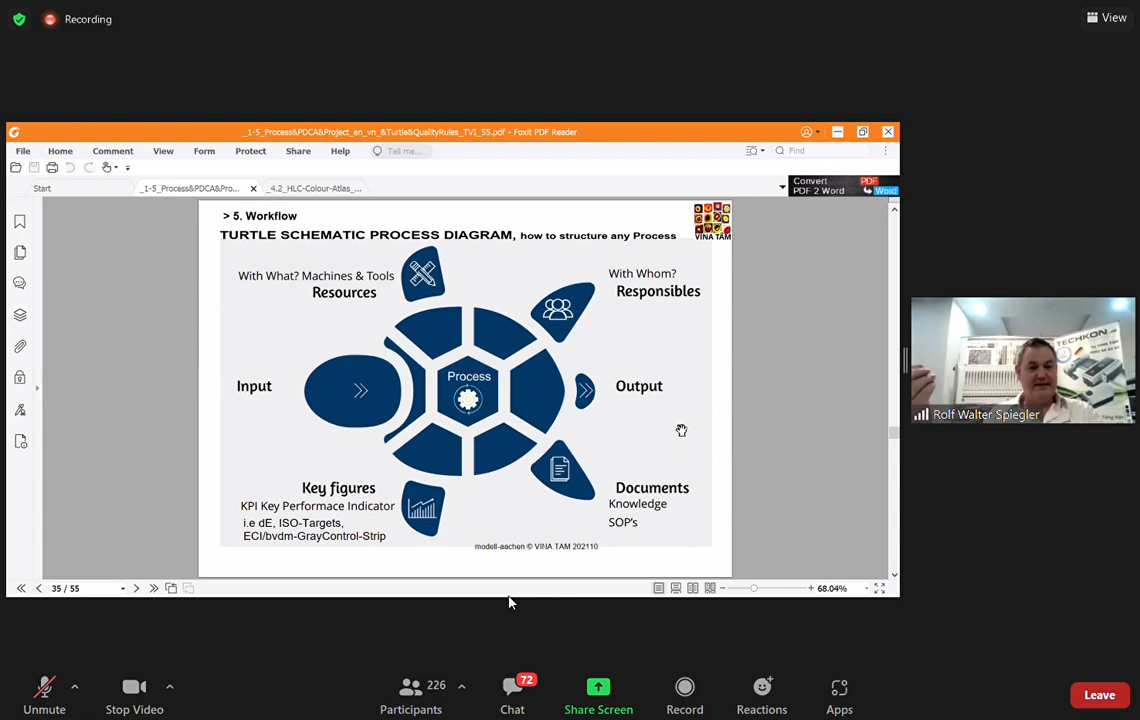 Recording
View
_1-5_Process&PDCA&Project_en_vn_&Turtle&QualityRules_TVI_55.pdf - Foxit PDF Reader
File Home Comment View Form Protect Share Help Tell me... Find
Start _1-5_Process&PDCA&Pro... _4.2_HLC-Colour-Atlas_...
Convert PDF
PDF 2 Word Word
> 5. Workflow
TURTLE SCHEMATIC PROCESS DIAGRAM, how to structure any Process
VINA TAM
With What? Machines & Tools
Resources
With Whom?
Responsibles
Input
Process
Output
Key figures
KPI Key Performace Indicator
i.e dE, ISO-Targets,
ECI/bvdm-GrayControl-Strip
Documents
Knowledge
SOP's
modell-aachen © VINA TAM 202110
35 / 55
68.04%
TECHKON
Rolf Walter Spiegler
Unmute
Stop Video
226
Participants
72
Chat
Share Screen
Record
Reactions
Apps
Leave